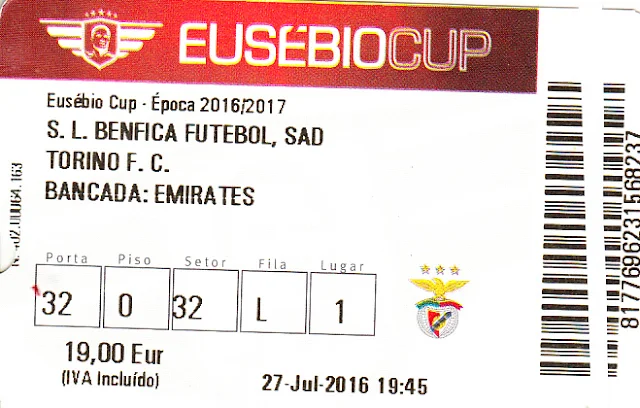 EUSÉBIOCUP
Eusébio Cup - Época 2016/2017
S. L. BENFICA FUTEBOL, SAD
TORINO F. C.
BANCADA: EMIRATES
Porta Piso Setor Fila Lugar
32 0 32 L 1
19,00 Eur
(IVA Incluído)
27-Jul-2016 19:45
8177696231568237